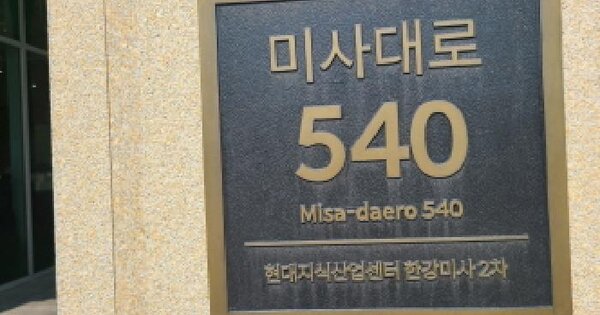 미사대로
540
Misa-daero 540
현대지식산업센터 한강미사 2차